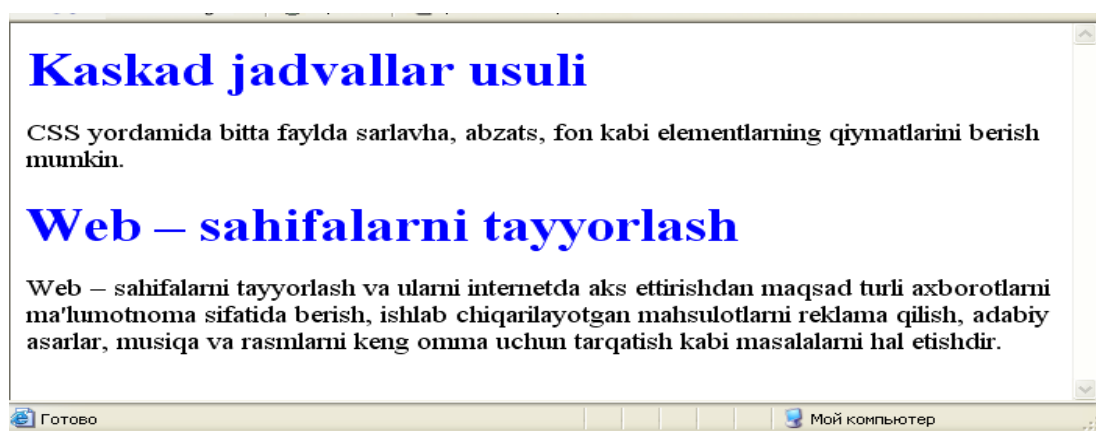 Kaskad jadvallar usuli
CSS yordamida bitta faylda sarlavha, abzats, fon kabi elementlarning qiymatlarini berish
mumkin.
Web – sahifalarni tayyorlash
Web – sahifalarni tayyorlash va ularni internetda aks ettirishdan maqsad turli axborotlarni
ma'lumotnoma sifatida berish, ishlab chiqarilayotgan mahsulotlarni reklama qilish, adabiy
asarlar, musiqa va rasmlarni keng omma uchun tarqatish kabi masalalarni hal etishdir.
Готово Мой компьютер